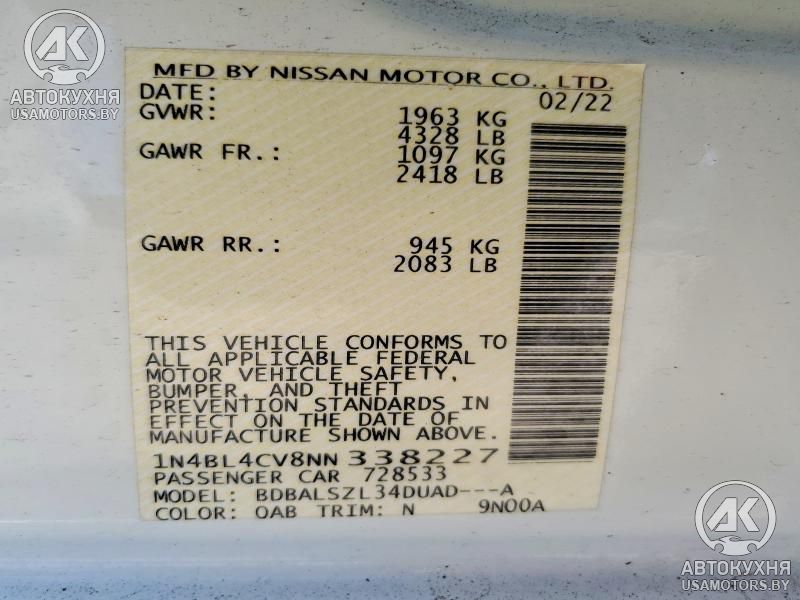 AK
АВТОКУХНЯ
USAMOTORS.BY
MFD BY NISSAN MOTOR CO., LTD.
DATE: 02/22
GVWR: 1963 KG
4328 LB
GAWR FR.: 1097 KG
2418 LB
GAWR RR.: 945 KG
2083 LB
THIS VEHICLE CONFORMS TO
ALL APPLICABLE FEDERAL
MOTOR VEHICLE SAFETY,
BUMPER, AND THEFT
PREVENTION STANDARDS IN
EFFECT ON THE DATE OF
MANUFACTURE SHOWN ABOVE.
1N4BL4CV8NN338227
PASSENGER CAR 728533
MODEL: BDBALSZL34DUAD---A
COLOR: QAB TRIM: N 9N00A
AK
АВТОКУХНЯ
USAMOTORS.BY